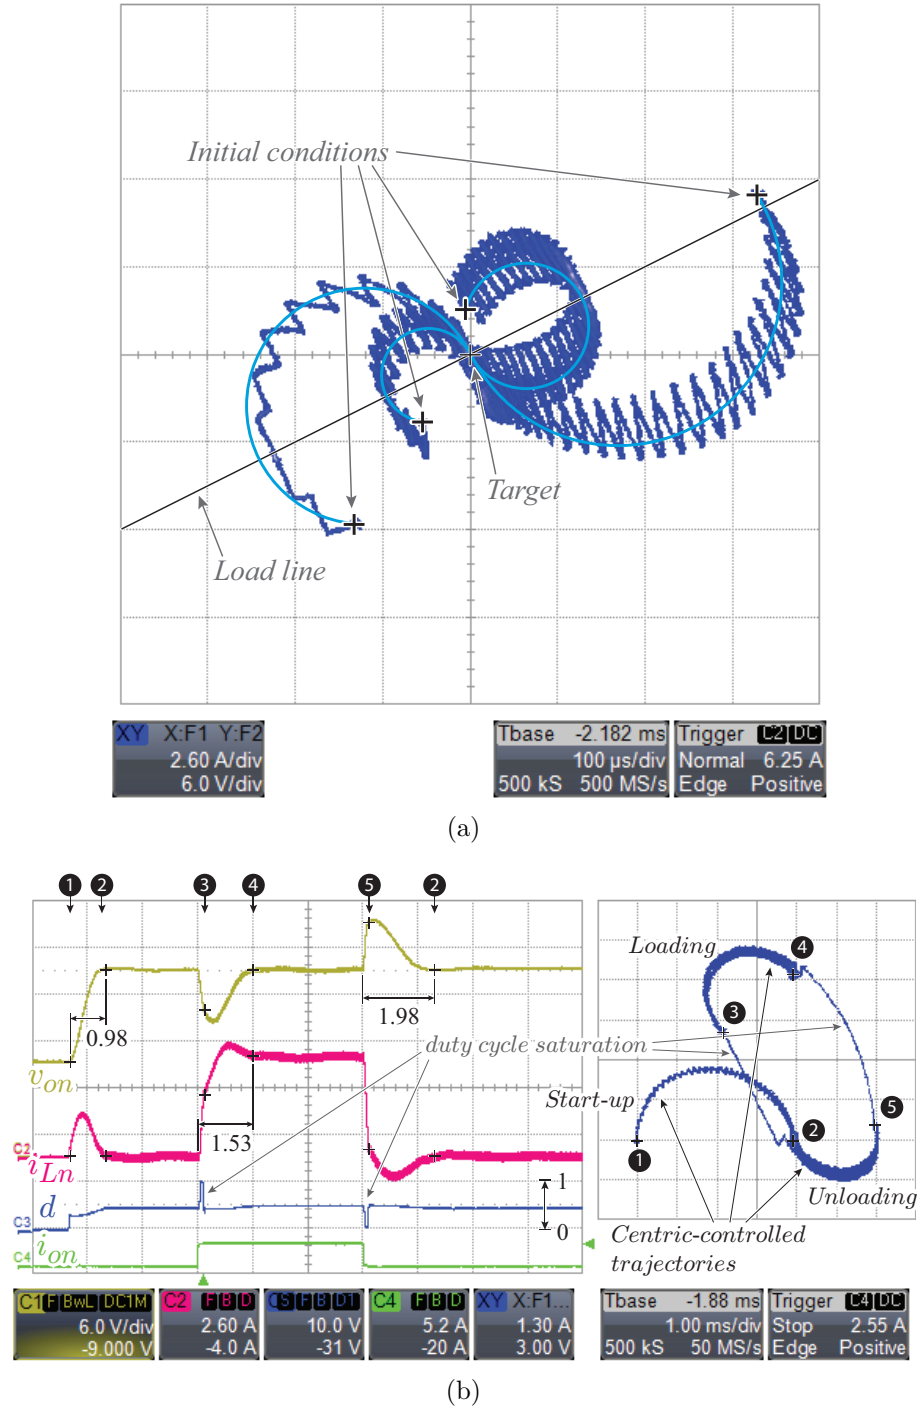 Initial conditions
Target
Load line
XY X:F1 Y:F2
2.60 A/div
6.0 V/div
Tbase -2.182 ms
100 µs/div
500 kS 500 MS/s
Trigger C2 DC
Normal 6.25 A
Edge Positive
(a)
1 2 3 4 5 2
0.98
1.98
1.53
duty cycle saturation
von
C2
iLn
d
C3
ion
C4
1
0
Loading
4
3
Start-up
5
2
1
Unloading
Centric-controlled
trajectories
C1 F BwL DC1M
6.0 V/div
-9.000 V
C2 F B D
2.60 A
-4.0 A
F B D1
10.0 V
-31 V
C4 F B D
5.2 A
-20 A
XY X:F1...
1.30 A
3.00 V
Tbase -1.88 ms
1.00 ms/div
500 kS 50 MS/s
Trigger C4 DC
Stop 2.55 A
Edge Positive
(b)